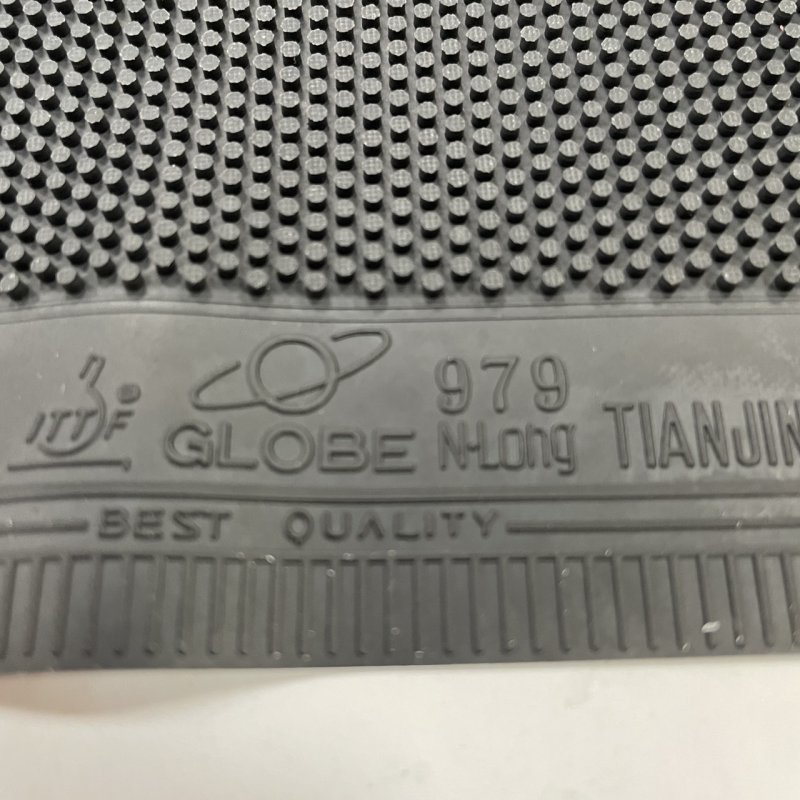 ITTF®
GLOBE 979 N-Long TIANJIN
BEST QUALITY